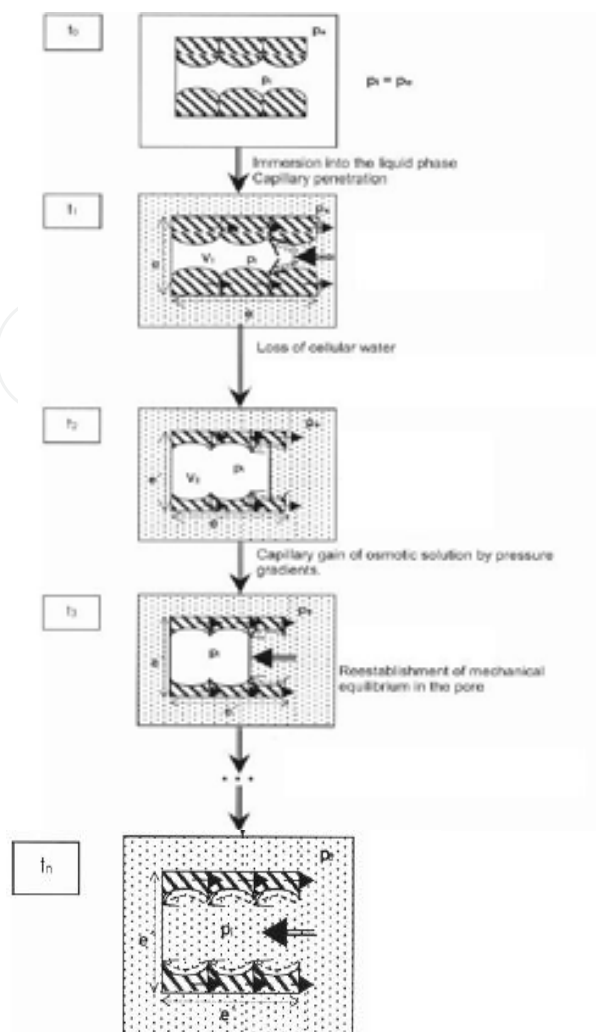 t₀
pₑ
pᵢ
pᵢ = pₑ
Immersion into the liquid phase
Capillary penetration
t₁
pₑ
e
V₁ pᵢ
e
Loss of cellular water
t₂
pₑ
e'
V₂ pᵢ
e'
Capillary gain of osmotic solution by pressure
gradients.
t₃
pₑ
e'
pᵢ
e'
Reestablishment of mechanical
equilibrium in the pore
• • •
tₙ
pₑ
e'
pᵢ
e'